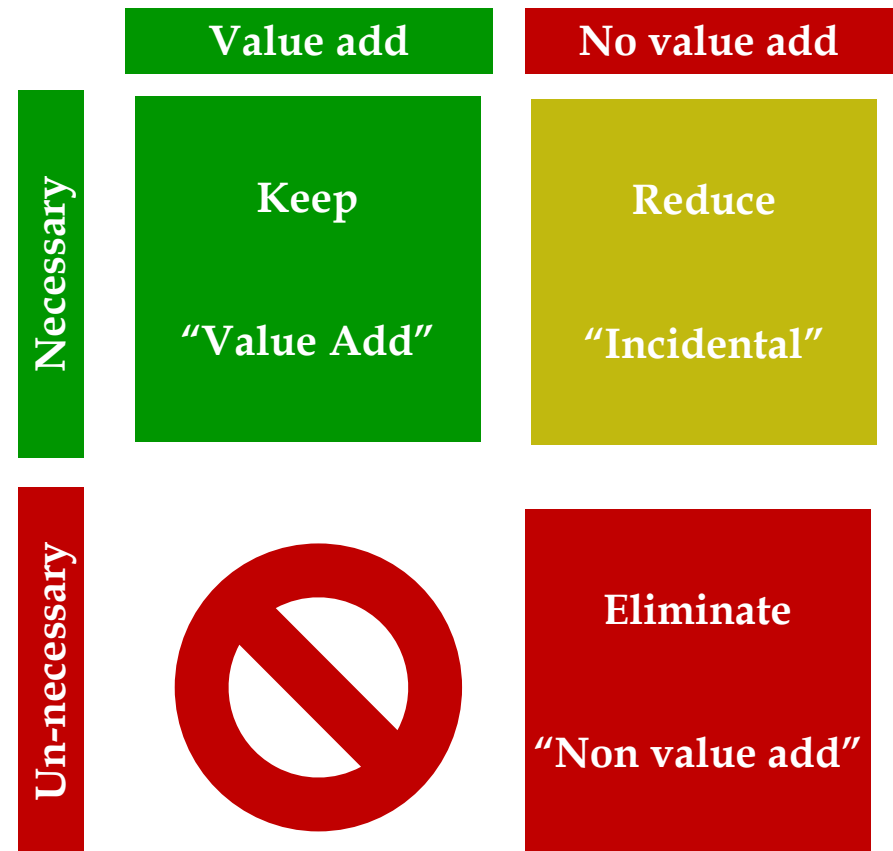 Value add
No value add
Necessary
Keep
“Value Add”
Reduce
“Incidental”
Un-necessary
Eliminate
“Non value add”